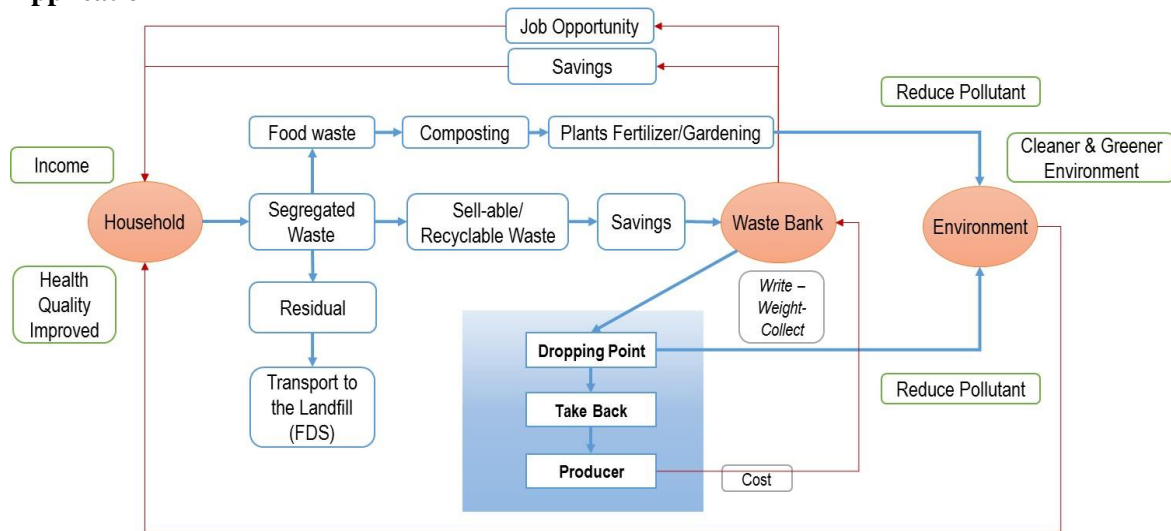 Job Opportunity
Savings
Reduce Pollutant
Food waste
Composting
Plants Fertilizer/Gardening
Cleaner & Greener
Environment
Income
Household
Segregated
Waste
Sell-able/
Recyclable Waste
Savings
Waste Bank
Environment
Health
Quality
Improved
Residual
Write –
Weight-
Collect
Dropping Point
Transport to
the Landfill
(FDS)
Take Back
Reduce Pollutant
Producer
Cost